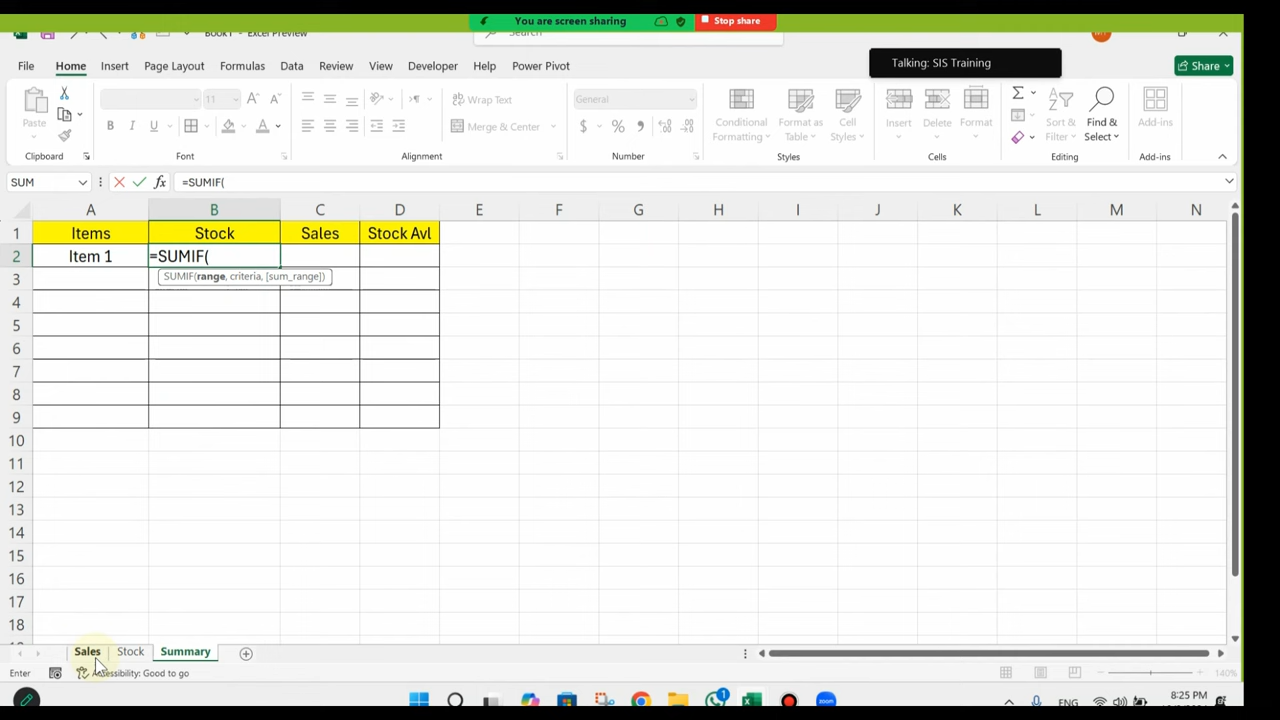 You are screen sharing Stop share
Book1 - Excel Preview Search
Talking: SIS Training
File Home Insert Page Layout Formulas Data Review View Developer Help Power Pivot Share
Paste 11 Wrap Text General Conditional Formatting Format as Table Cell Styles Insert Delete Format Sort & Filter Find & Select Add-ins
B I U A Merge & Center $ %
Clipboard Font Alignment Number Styles Cells Editing Add-ins
SUM fx =SUMIF(
A B C D E F G H I J K L M N
1 Items Stock Sales Stock Avl
2 Item 1 =SUMIF(
3 SUMIF(range, criteria, [sum_range])
4
5
6
7
8
9
10
11
12
13
14
15
16
17
18
Sales Stock Summary
Enter Accessibility: Good to go 140%
1 ENG 8:25 PM